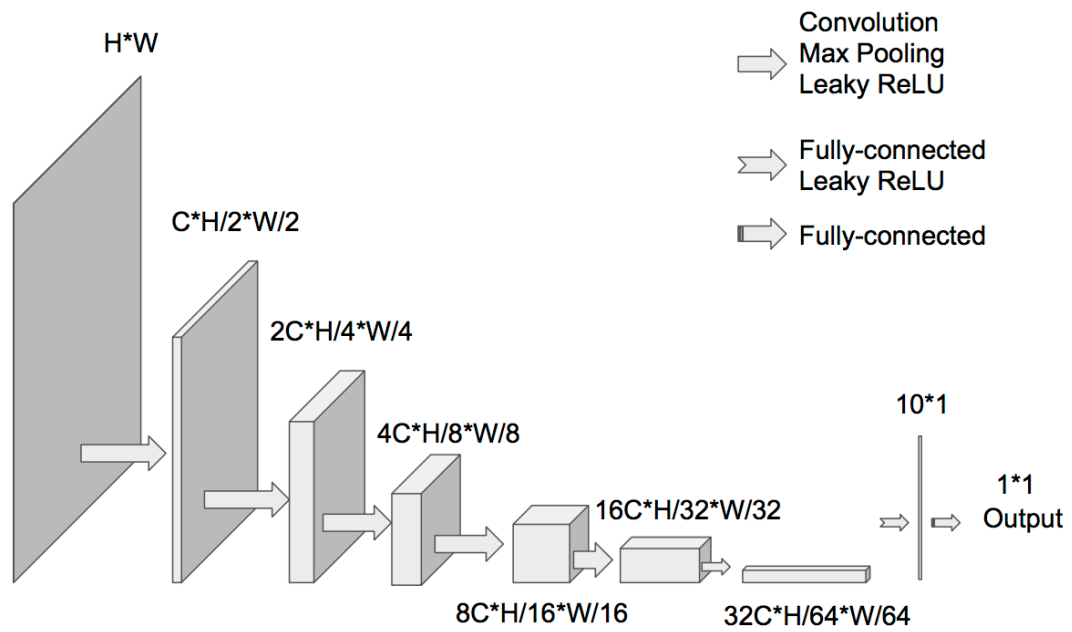 H*W
Convolution
Max Pooling
Leaky ReLU
Fully-connected
Leaky ReLU
Fully-connected
C*H/2*W/2
2C*H/4*W/4
4C*H/8*W/8
8C*H/16*W/16
16C*H/32*W/32
32C*H/64*W/64
10*1
1*1
Output